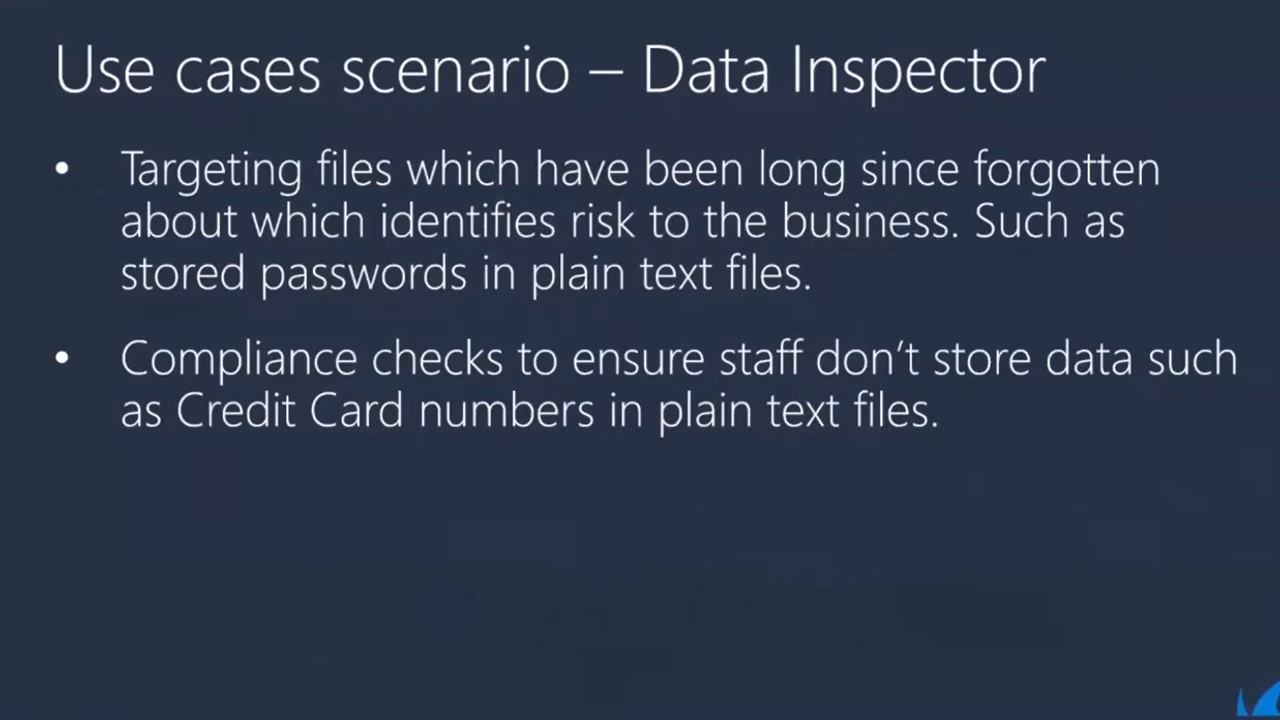 Use cases scenario – Data Inspector
• Targeting files which have been long since forgotten
about which identifies risk to the business. Such as
stored passwords in plain text files.
• Compliance checks to ensure staff don’t store data such
as Credit Card numbers in plain text files.